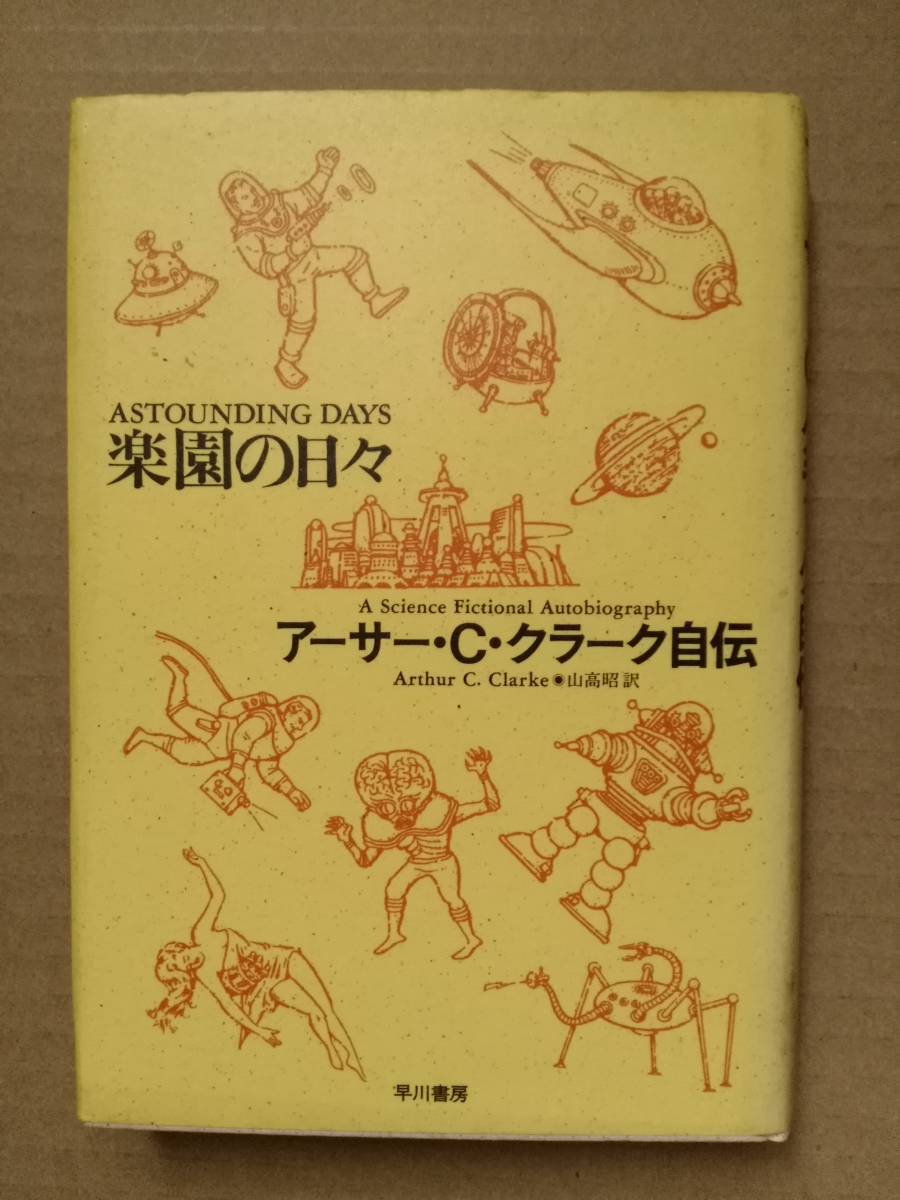 ASTOUNDING DAYS
楽園の日々
A Science Fictional Autobiography
アーサー・C・クラーク自伝
Arthur C. Clarke◉山高昭訳
早川書房